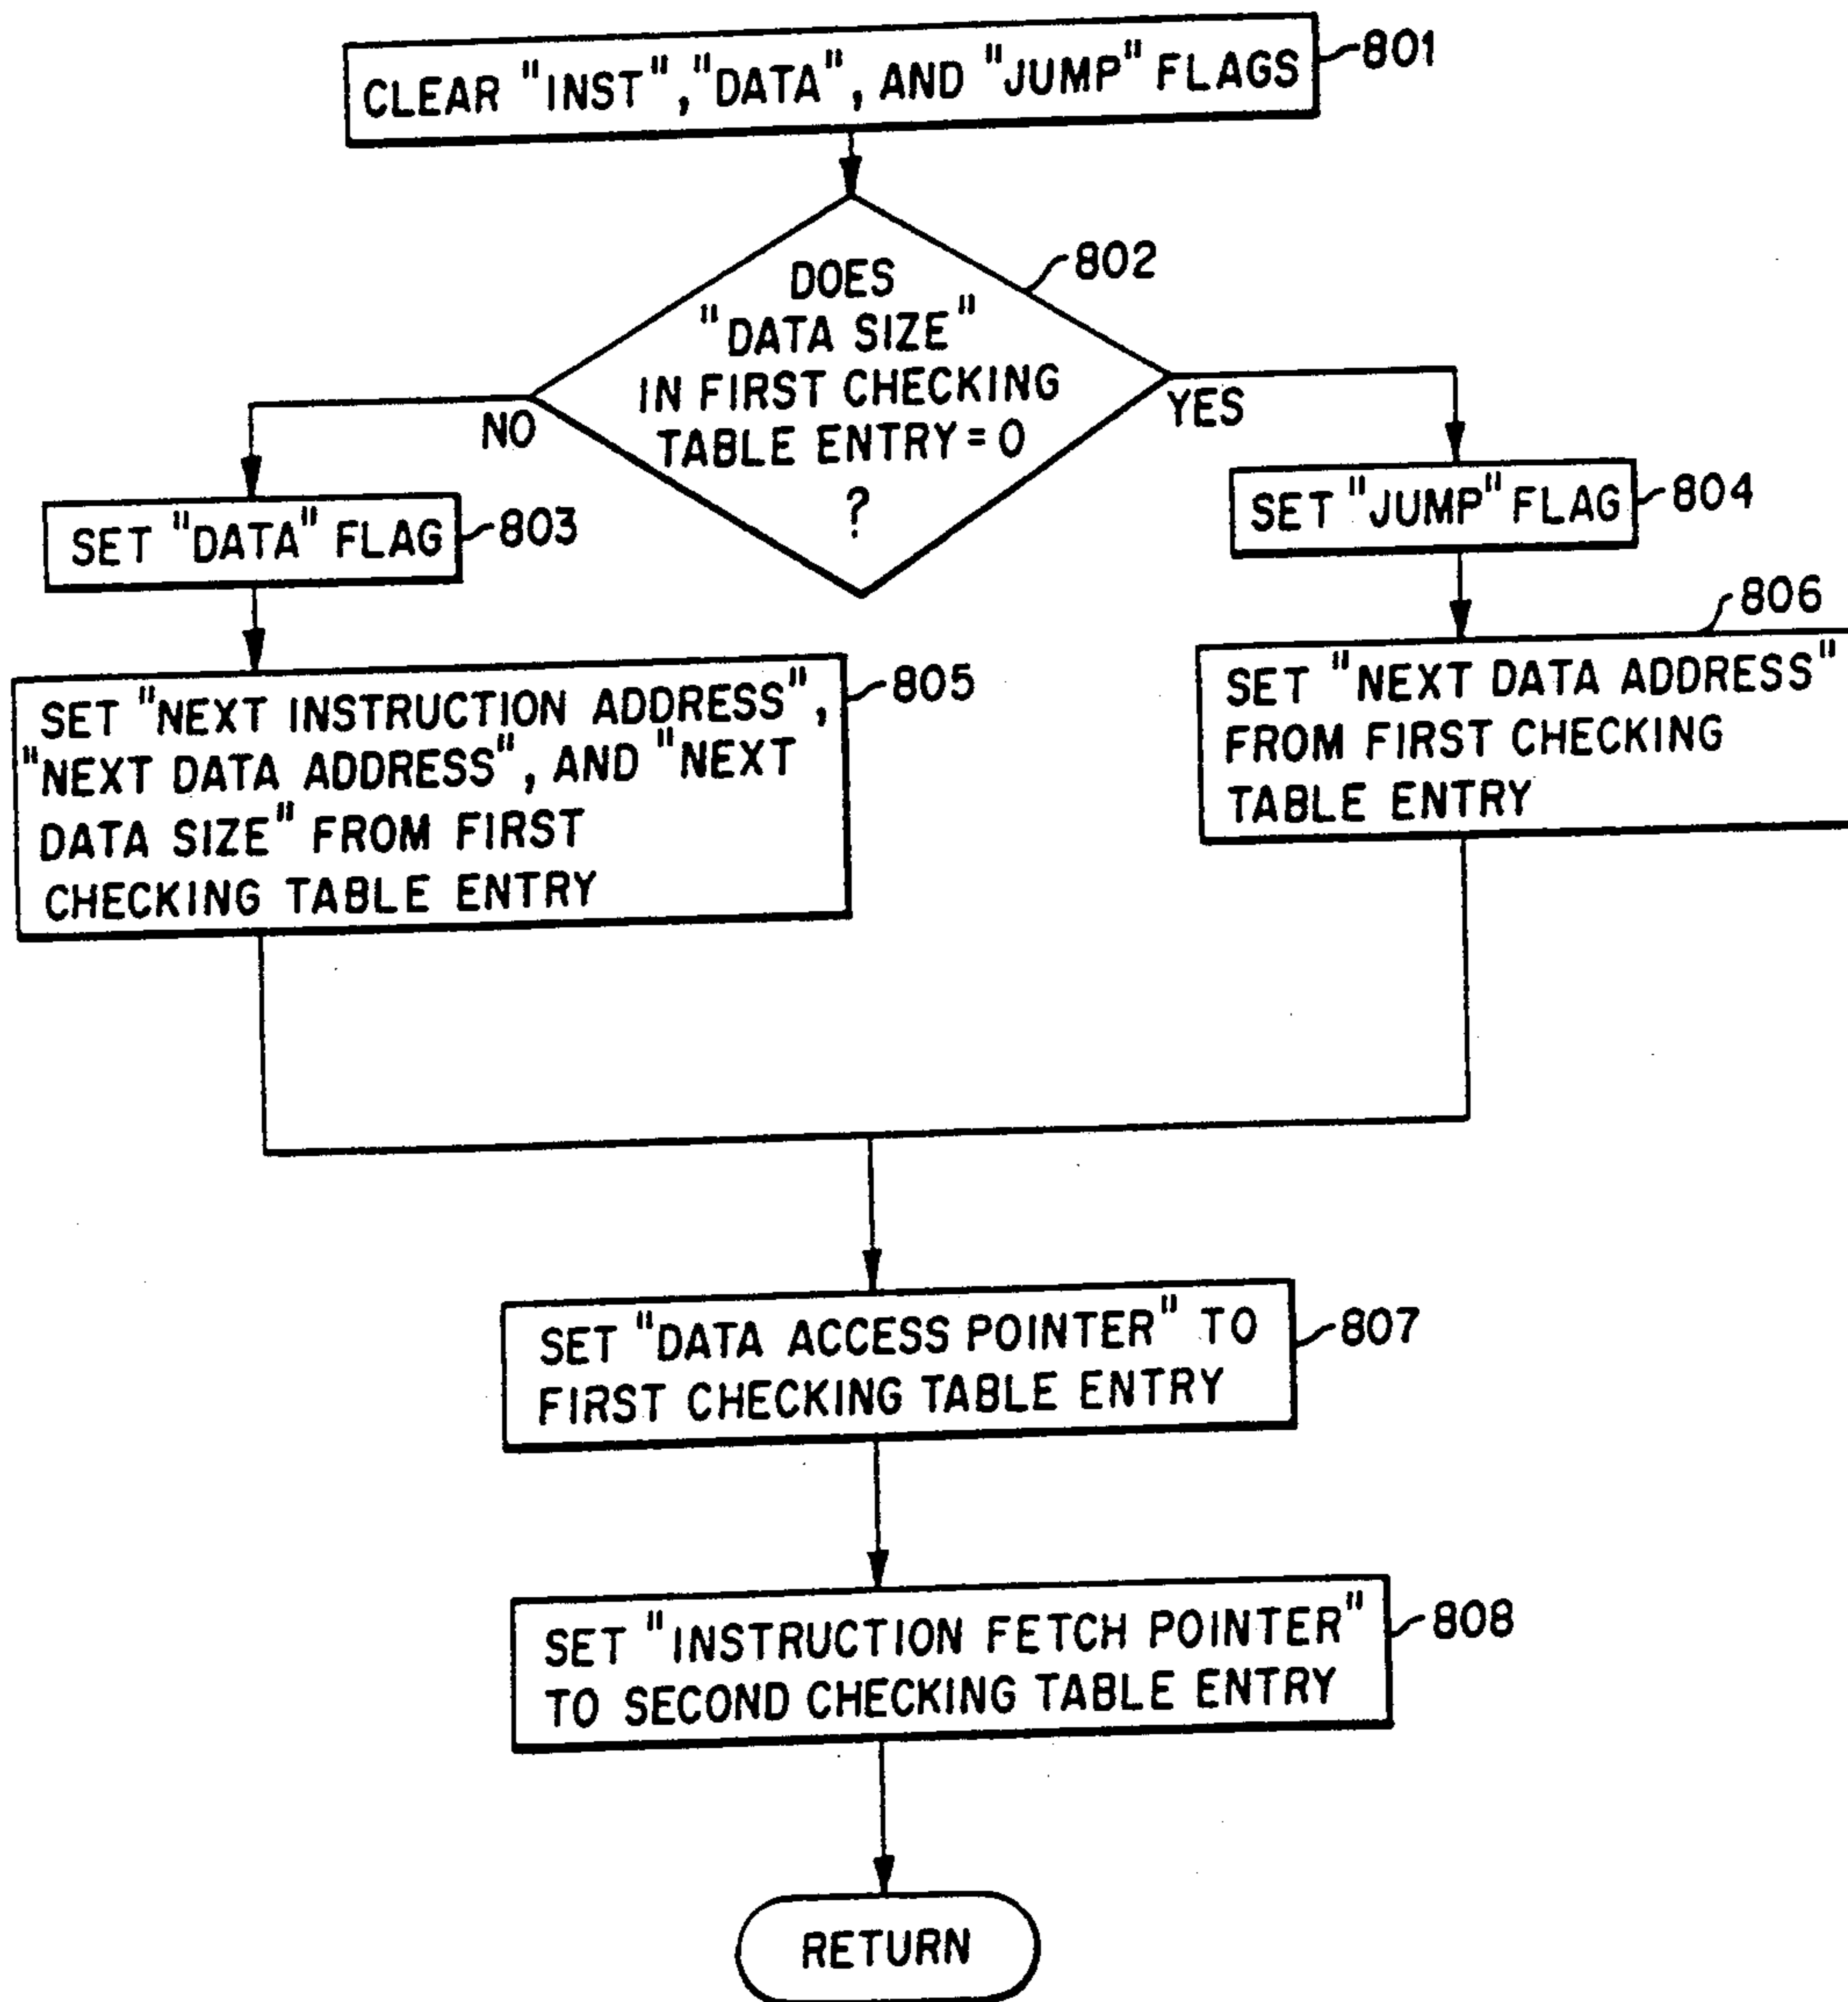 CLEAR "INST", "DATA", AND "JUMP" FLAGS
801
DOES
"DATA SIZE"
IN FIRST CHECKING
TABLE ENTRY = 0
?
802
NO
YES
SET "DATA" FLAG
803
SET "JUMP" FLAG
804
SET "NEXT INSTRUCTION ADDRESS",
"NEXT DATA ADDRESS", AND "NEXT
DATA SIZE" FROM FIRST
CHECKING TABLE ENTRY
805
806
SET "NEXT DATA ADDRESS"
FROM FIRST CHECKING
TABLE ENTRY
SET "DATA ACCESS POINTER" TO
FIRST CHECKING TABLE ENTRY
807
SET "INSTRUCTION FETCH POINTER"
TO SECOND CHECKING TABLE ENTRY
808
RETURN